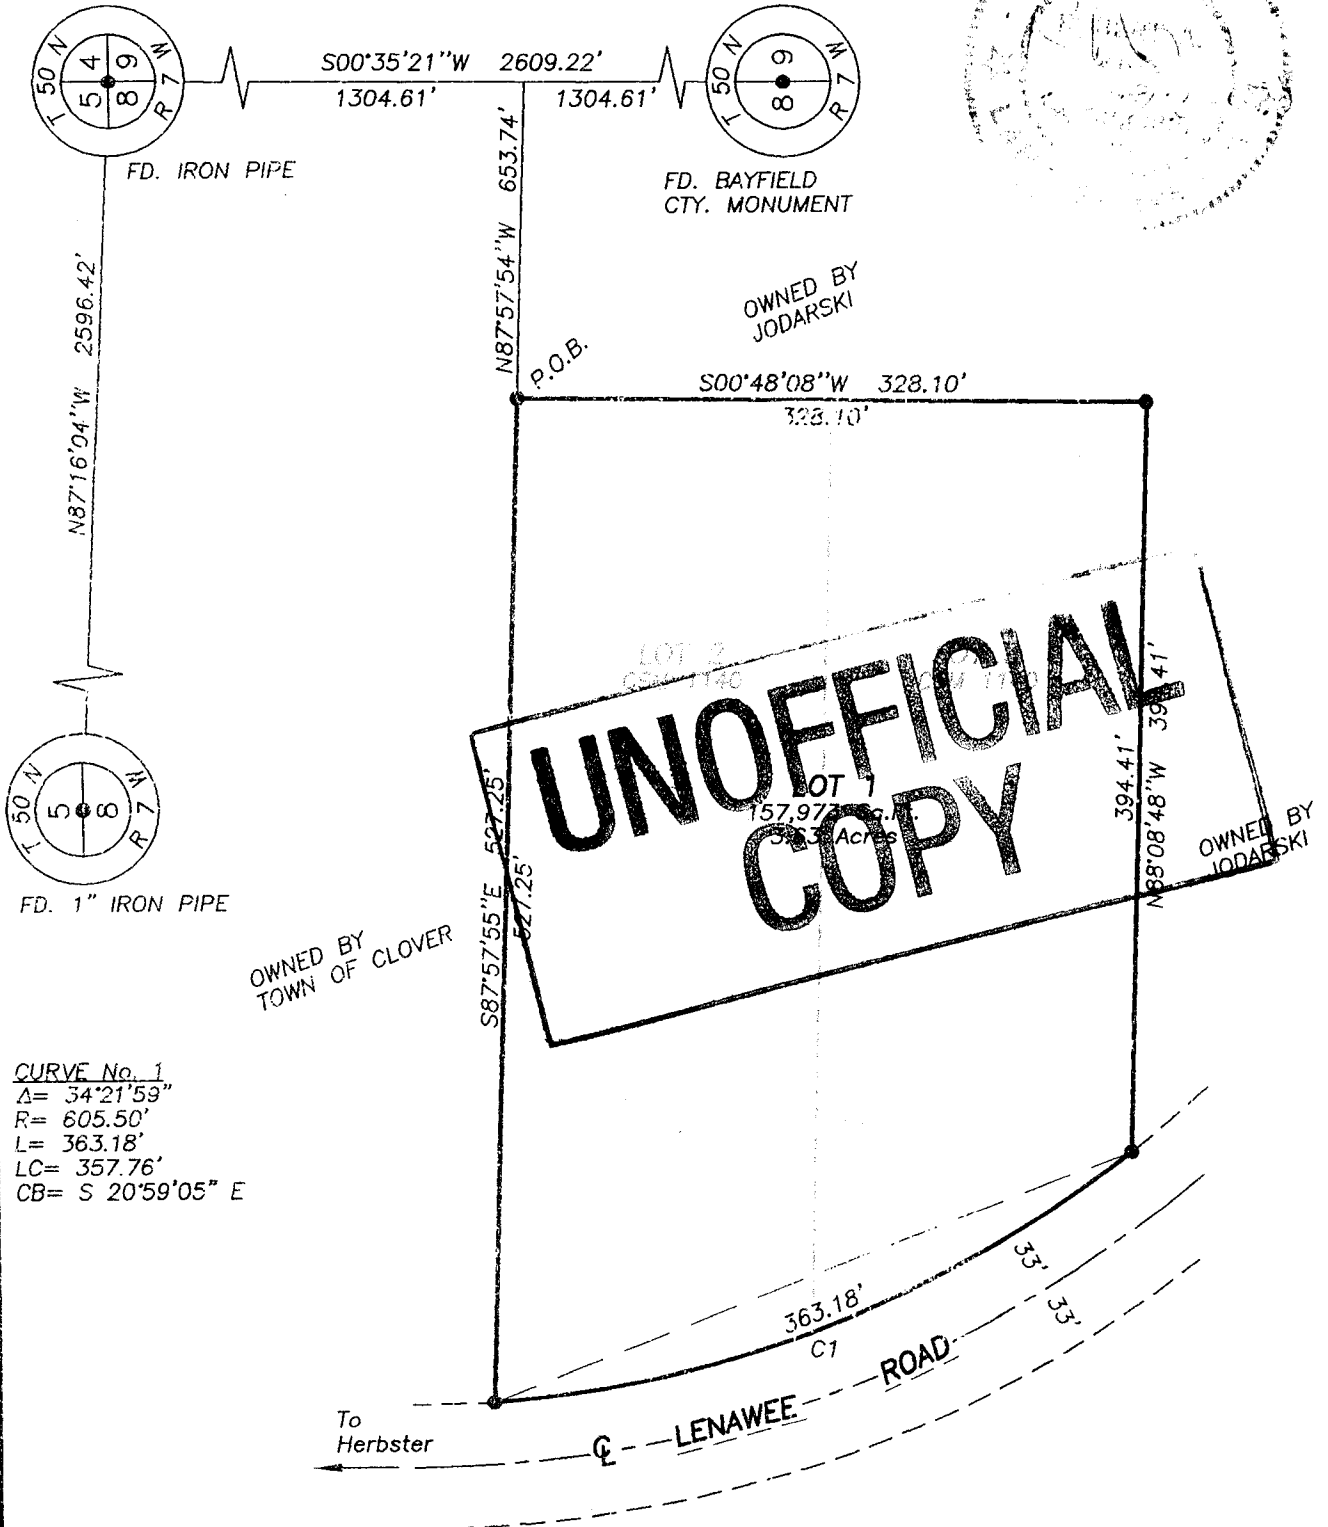 T 50 N
R 7 W
5 4
8 9
S00°35'21"W 2609.22'
1304.61' 1304.61'
T 50 N
R 7 W
8 9
FD. IRON PIPE
FD. BAYFIELD
CTY. MONUMENT
N87°57'54"W 653.74'
N87°16'04"W 2596.42'
OWNED BY
JODARSKI
P.O.B.
S00°48'08"W 328.10'
328.10'
LOT 2
CSM 1140
UNOFFICIAL
COPY
LOT 1
Acres
394.41'
N88°08'48"W
S87°57'55"E 527.25'
527.25'
T 50 N
R 7 W
5 8
FD. 1" IRON PIPE
OWNED BY
TOWN OF CLOVER
OWNED BY
JODARSKI
CURVE No. 1
Δ= 34°21'59"
R= 605.50'
L= 363.18'
LC= 357.76'
CB= S 20°59'05" E
363.18'
C1
33'
33'
LENAWEE ROAD
To
Herbster